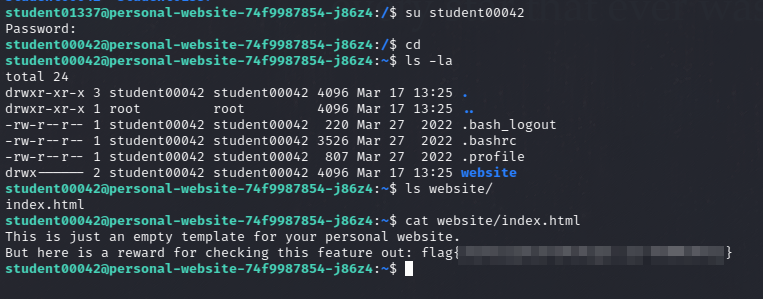 student01337@personal-website-74f9987854-j86z4:/$ su student00042
Password:
student00042@personal-website-74f9987854-j86z4:/$ cd
student00042@personal-website-74f9987854-j86z4:~$ ls -la
total 24
drwxr-xr-x 3 student00042 student00042 4096 Mar 17 13:25 .
drwxr-xr-x 1 root         root         4096 Mar 17 13:25 ..
-rw-r--r-- 1 student00042 student00042  220 Mar 27  2022 .bash_logout
-rw-r--r-- 1 student00042 student00042 3526 Mar 27  2022 .bashrc
-rw-r--r-- 1 student00042 student00042  807 Mar 27  2022 .profile
drwx------ 2 student00042 student00042 4096 Mar 17 13:25 website
student00042@personal-website-74f9987854-j86z4:~$ ls website/
index.html
student00042@personal-website-74f9987854-j86z4:~$ cat website/index.html
This is just an empty template for your personal website.
But here is a reward for checking this feature out: flag{ }
student00042@personal-website-74f9987854-j86z4:~$